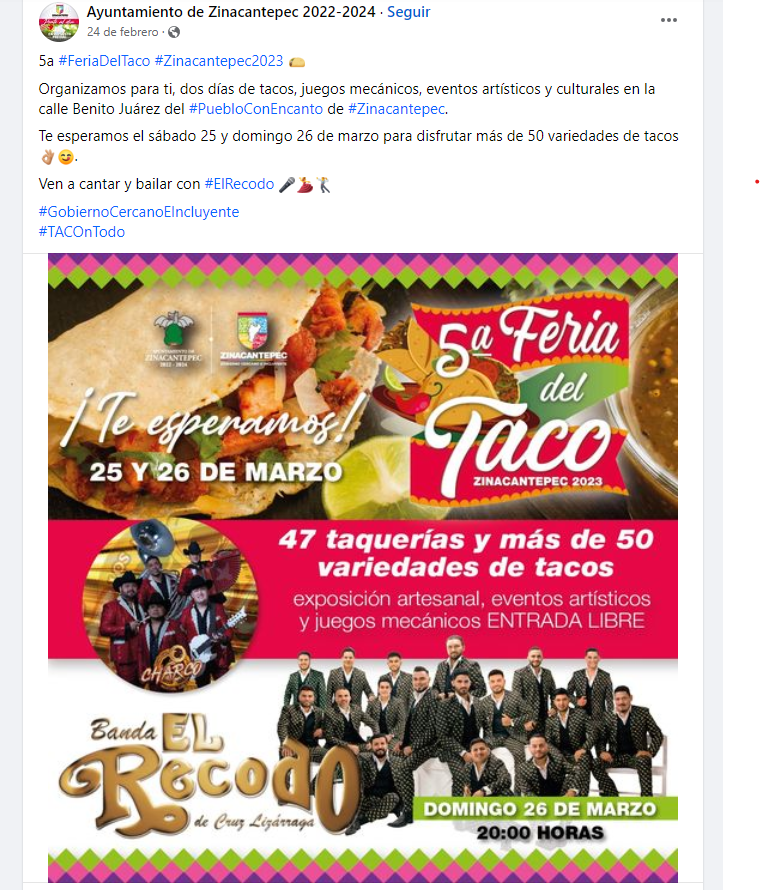 Ayuntamiento de Zinacantepec 2022-2024 · Seguir
24 de febrero ·
5a #FeriaDelTaco #Zinacantepec2023
Organizamos para ti, dos días de tacos, juegos mecánicos, eventos artísticos y culturales en la
calle Benito Juárez del #PuebloConEncanto de #Zinacantepec.
Te esperamos el sábado 25 y domingo 26 de marzo para disfrutar más de 50 variedades de tacos
.
Ven a cantar y bailar con #ElRecodo
#GobiernoCercanoEIncluyente
#TACOnTodo
AYUNTAMIENTO DE
ZINACANTEPEC
2022 - 2024
ZINACANTEPEC
5a Feria
del
Taco
ZINACANTEPEC 2023
¡Te esperamos!
25 Y 26 DE MARZO
47 taquerías y más de 50
variedades de tacos
exposición artesanal, eventos artísticos
y juegos mecánicos ENTRADA LIBRE
CHARCO
Banda EL
Recodo
de Cruz Lizárraga
DOMINGO 26 DE MARZO
20:00 HORAS